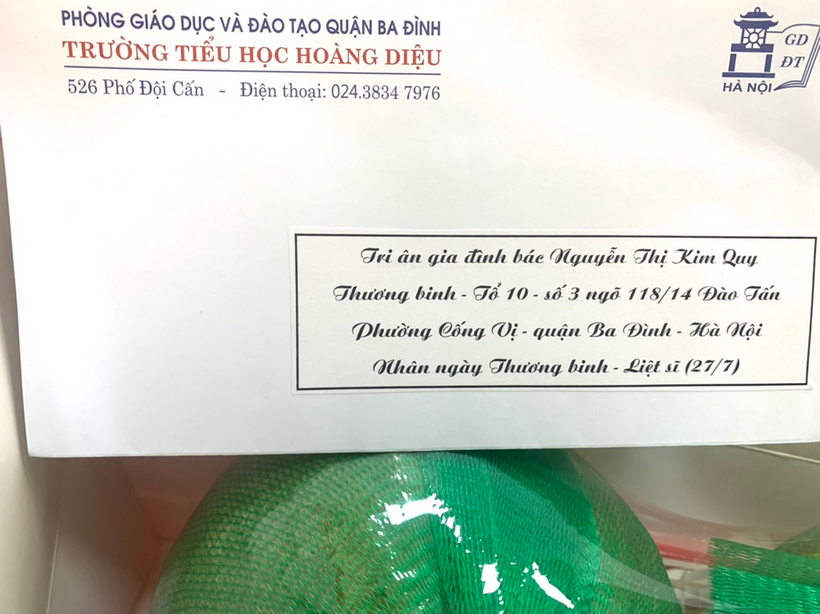 PHÒNG GIÁO DỤC VÀ ĐÀO TẠO QUẬN BA ĐÌNH
TRƯỜNG TIỂU HỌC HOÀNG DIỆU
526 Phố Đội Cấn - Điện thoại: 024.3834 7976
GD
ĐT
HÀ NỘI
Tri ân gia đình bác Nguyễn Thị Kim Quy
Thương binh - Tổ 10 - số 3 ngõ 118/14 Đào Tấn
Phường Cống Vị - quận Ba Đình - Hà Nội
Nhân ngày Thương binh - Liệt sĩ (27/7)